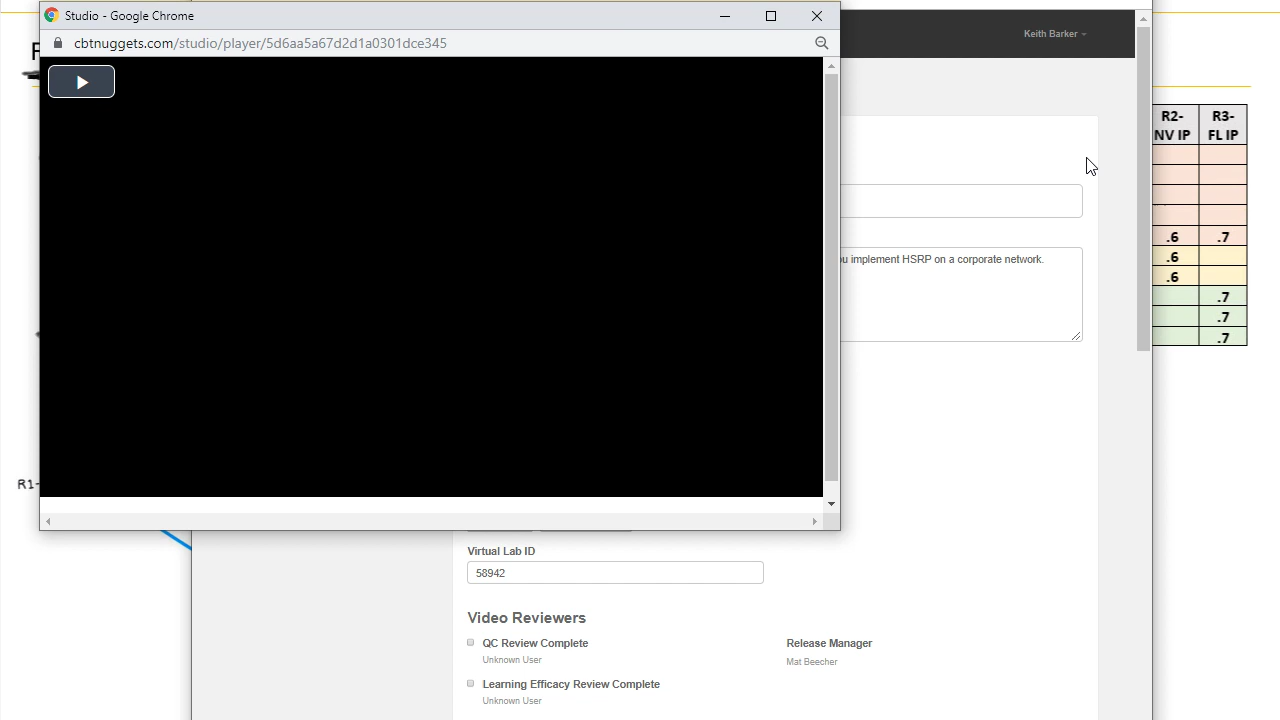 Studio - Google Chrome
cbtnuggets.com/studio/player/5d6aa5a67d2d1a0301dce345
Keith Barker
R2- R3-
NV IP FL IP
.6 .7
.6
.6
.7
.7
.7
implement HSRP on a corporate network.
R1-
Virtual Lab ID
58942
Video Reviewers
QC Review Complete
Unknown User
Release Manager
Mat Beecher
Learning Efficacy Review Complete
Unknown User